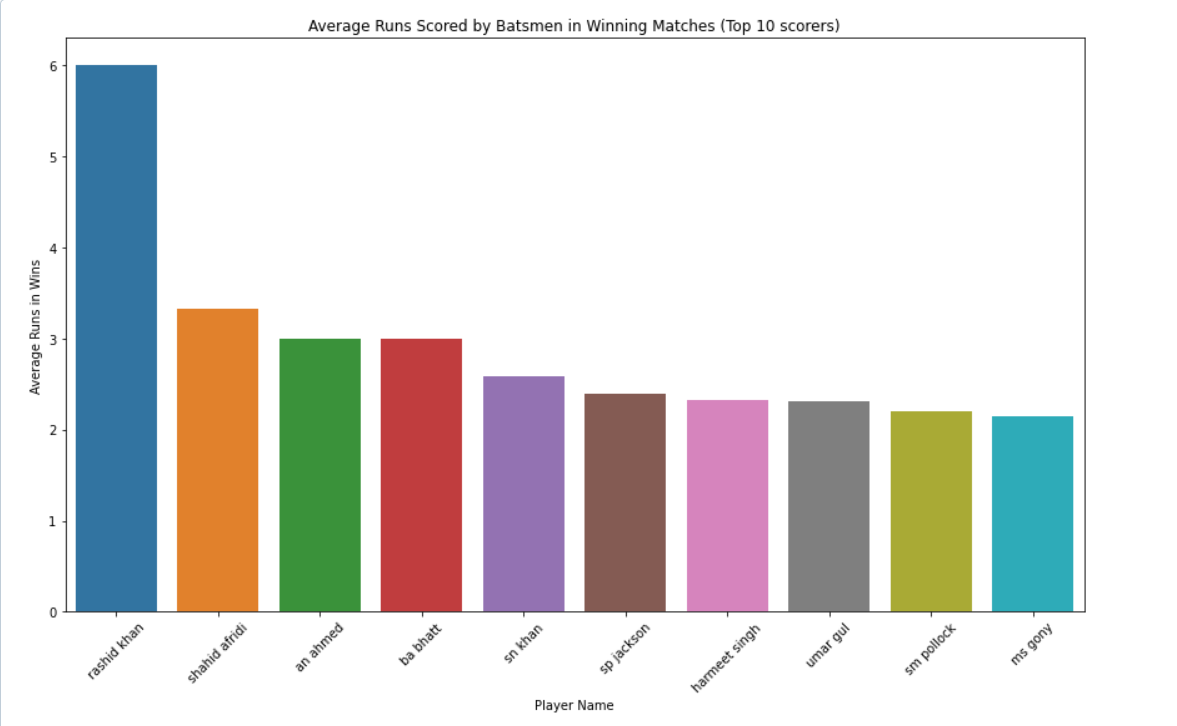 Average Runs Scored by Batsmen in Winning Matches (Top 10 scorers)
Average Runs in Wins
6
5
4
3
2
1
0
rashid khan
shahid afridi
an ahmed
ba bhatt
sn khan
sp jackson
harmeet singh
umar gul
sm pollock
ms gony
Player Name